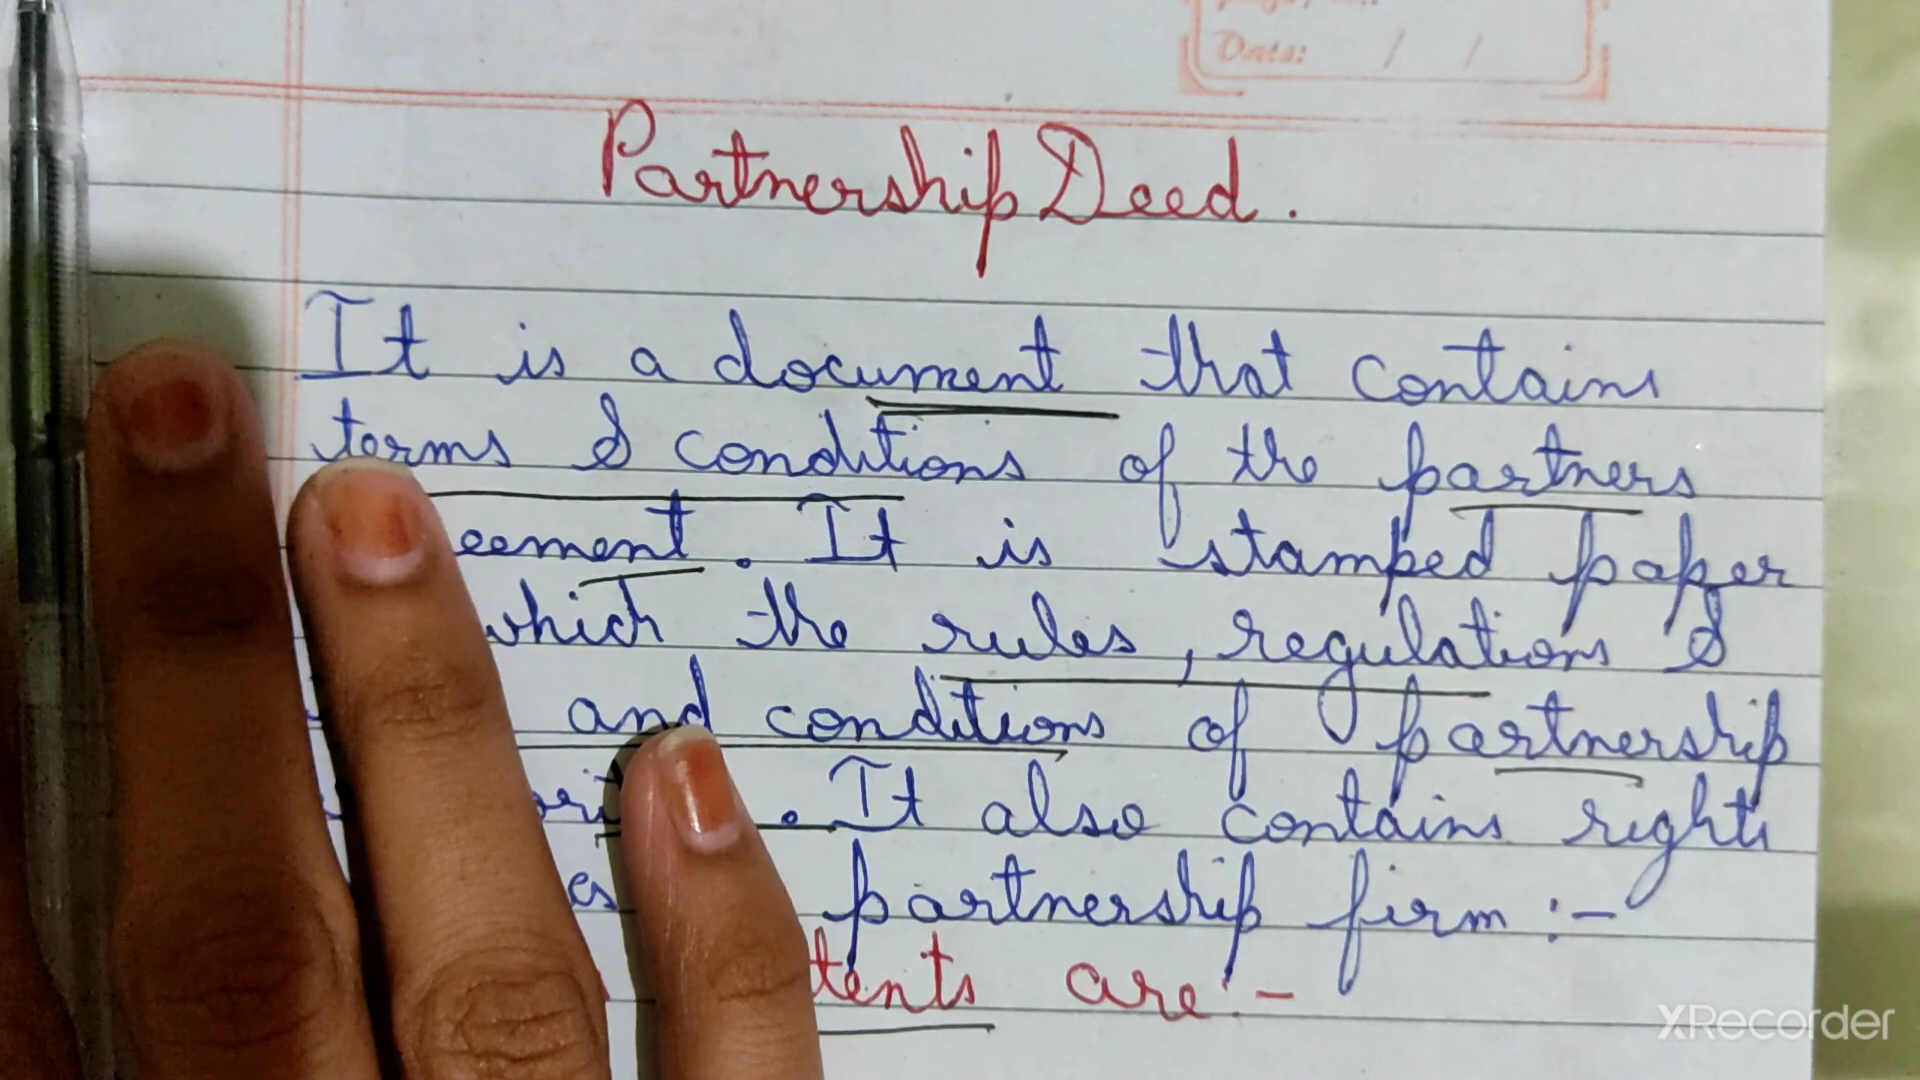 Date: / /
Partnership Deed.
It is a document that contains
terms & conditions of the partners
eement. It is stamped paper
which the rules, regulations &
and conditions of partnership
. It also contains rights
es partnership firm :-
tents are:-
XRecorder